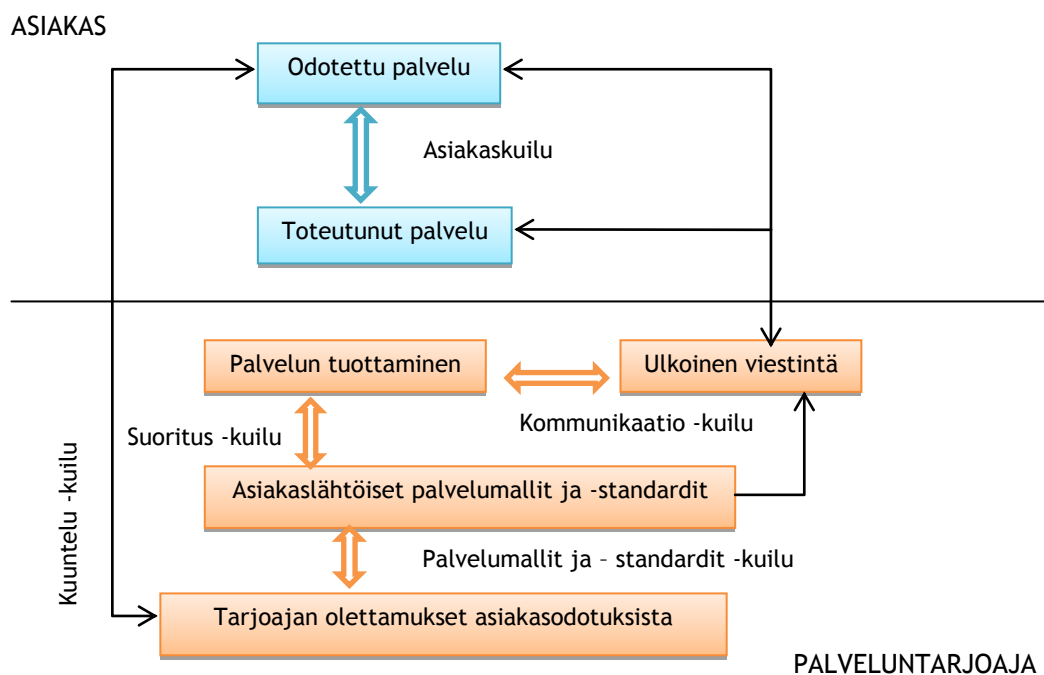 ASIAKAS
Odotettu palvelu
Asiakaskuilu
Toteutunut palvelu
Palvelun tuottaminen
Ulkoinen viestintä
Kommunikaatio -kuilu
Suoritus -kuilu
Asiakaslähtöiset palvelumallit ja -standardit
Kuuntelu -kuilu
Palvelumallit ja – standardit -kuilu
Tarjoajan olettamukset asiakasodotuksista
PALVELUNTARJOAJA